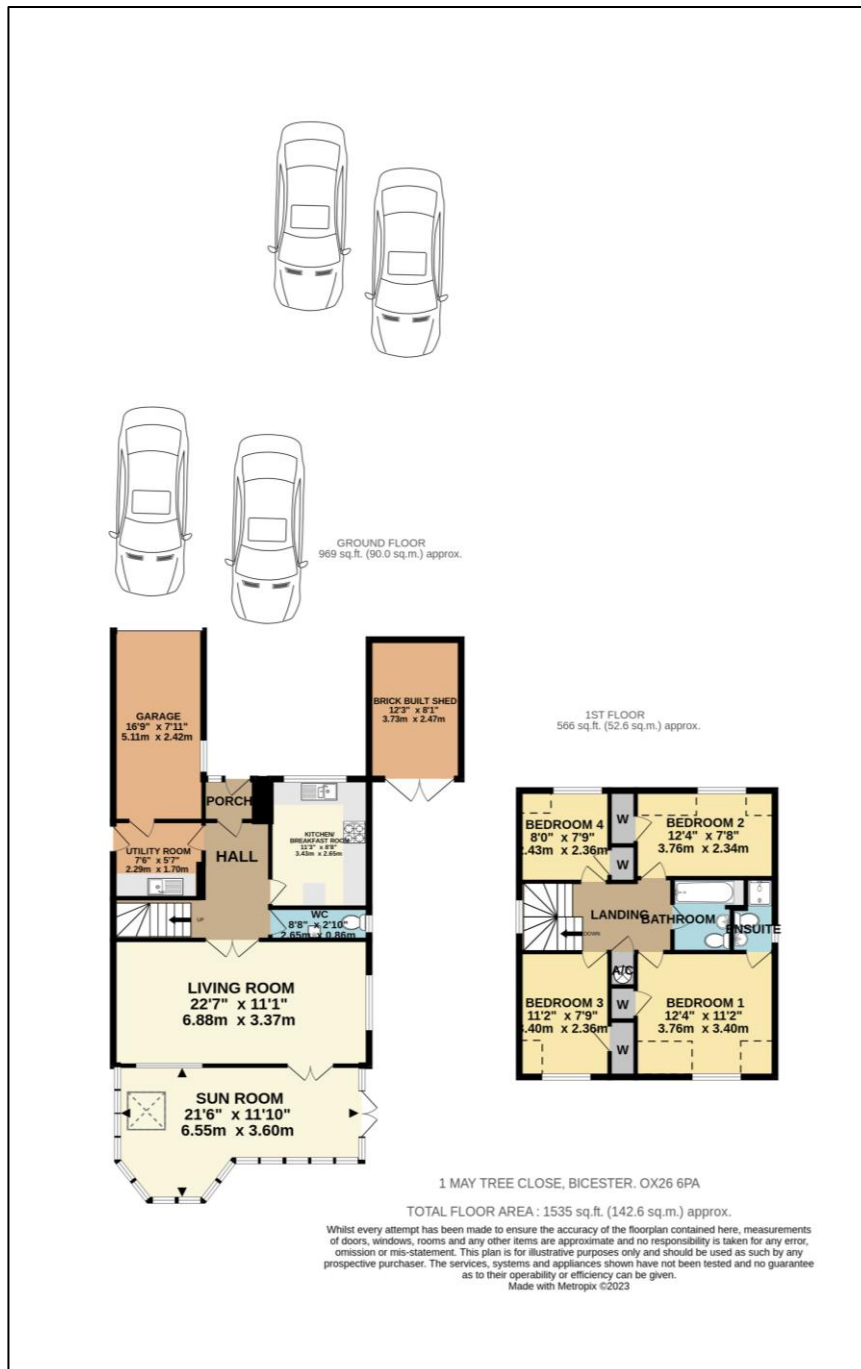 GROUND FLOOR
969 sq.ft. (90.0 sq.m.) approx.
GARAGE
16'9" x 7'11"
5.11m x 2.42m
BRICK BUILT SHED
12'3" x 8'1"
3.73m x 2.47m
PORCH
KITCHEN/
BREAKFAST ROOM
11'3" x 8'8"
3.43m x 2.65m
HALL
UTILITY ROOM
7'6" x 5'7"
2.29m x 1.70m
UP
WC
8'8" x 2'10"
2.65m x 0.86m
LIVING ROOM
22'7" x 11'1"
6.88m x 3.37m
SUN ROOM
21'6" x 11'10"
6.55m x 3.60m
1ST FLOOR
566 sq.ft. (52.6 sq.m.) approx.
BEDROOM 4
8'0" x 7'9"
2.43m x 2.36m
W
W
BEDROOM 2
12'4" x 7'8"
3.76m x 2.34m
LANDING
BATHROOM
ENSUITE
DOWN
A/C
BEDROOM 3
11'2" x 7'9"
3.40m x 2.36m
W
W
BEDROOM 1
12'4" x 11'2"
3.76m x 3.40m
1 MAY TREE CLOSE, BICESTER. OX26 6PA
TOTAL FLOOR AREA : 1535 sq.ft. (142.6 sq.m.) approx.
Whilst every attempt has been made to ensure the accuracy of the floorplan contained here, measurements
of doors, windows, rooms and any other items are approximate and no responsibility is taken for any error,
omission or mis-statement. This plan is for illustrative purposes only and should be used as such by any
prospective purchaser. The services, systems and appliances shown have not been tested and no guarantee
as to their operability or efficiency can be given.
Made with Metropix ©2023